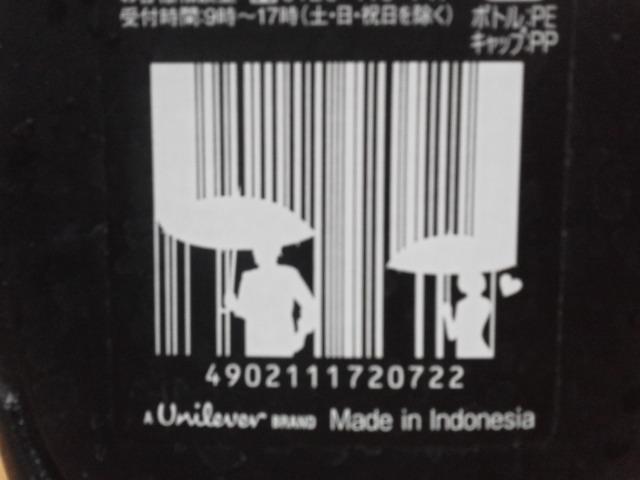 受付時間:9時～17時(土・日・祝日を除く)
ボトル:PE
キャップ:PP
4902111720722
A Unilever BRAND Made in Indonesia